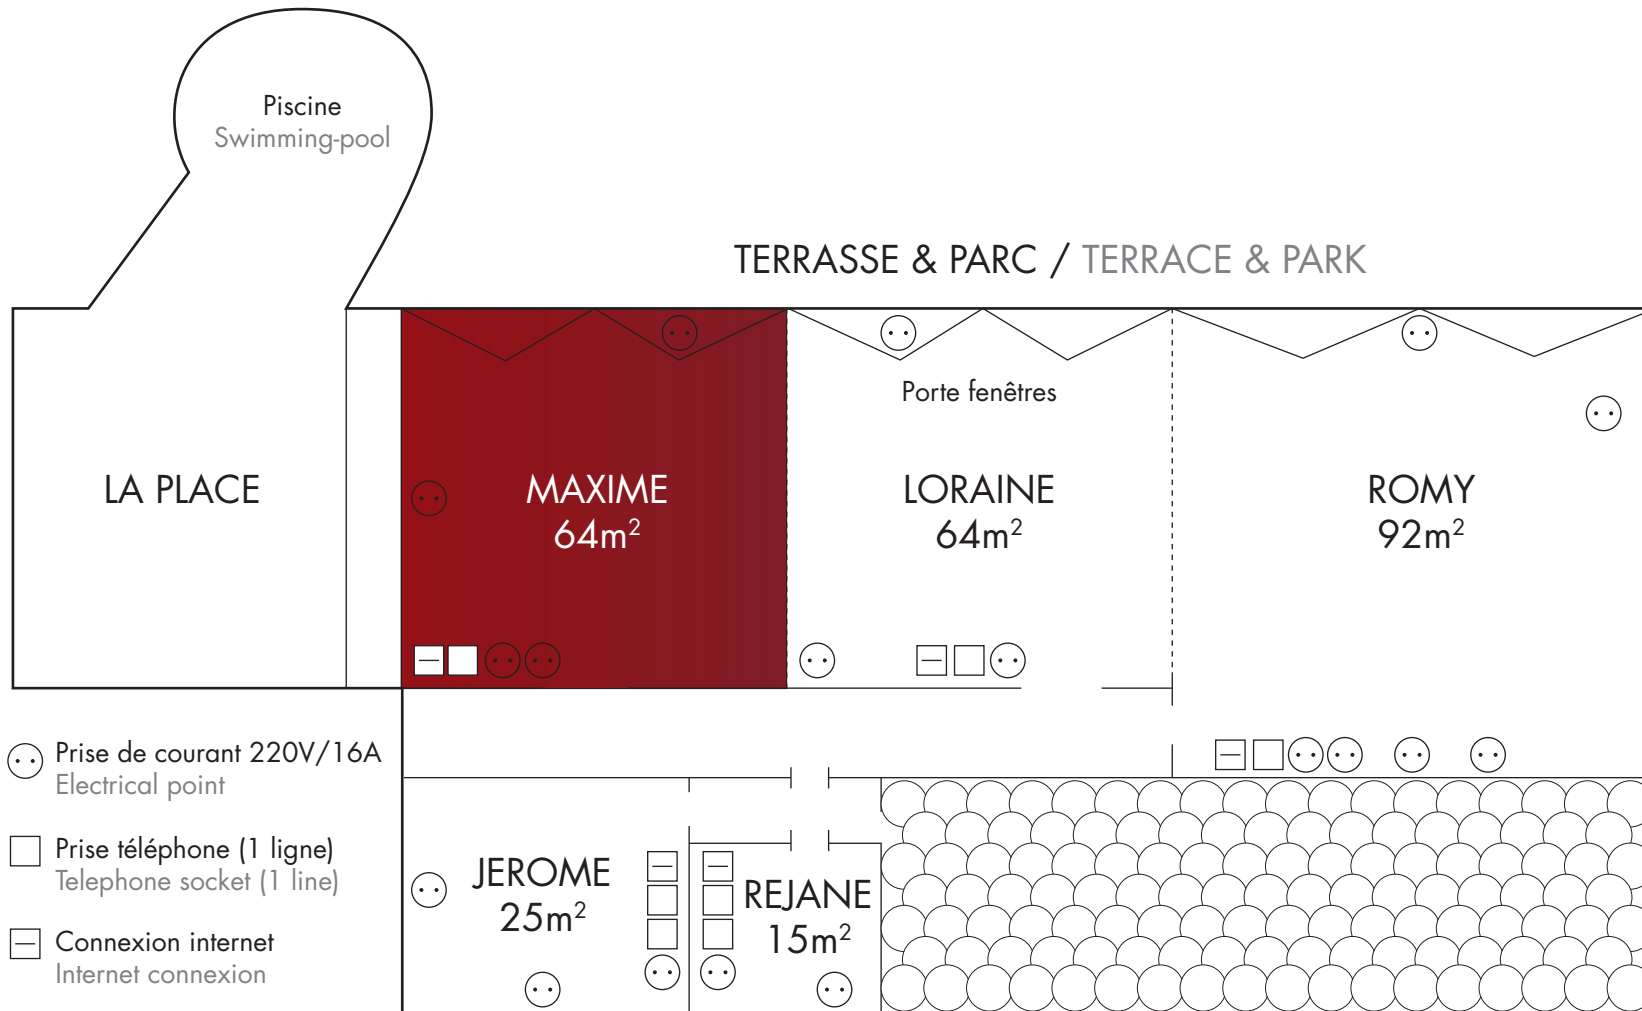 Piscine
Swimming-pool
TERRASSE & PARC / TERRACE & PARK
Porte fenêtres
LA PLACE
MAXIME
64m²
LORAINE
64m²
ROMY
92m²
Prise de courant 220V/16A
Electrical point
Prise téléphone (1 ligne)
Telephone socket (1 line)
Connexion internet
Internet connexion
JEROME
25m²
REJANE
15m²